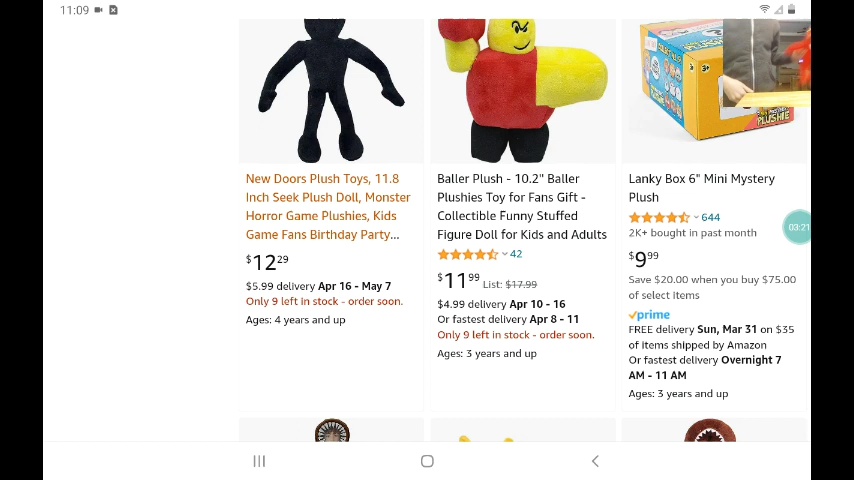 11:09
New Doors Plush Toys, 11.8
Inch Seek Plush Doll, Monster
Horror Game Plushies, Kids
Game Fans Birthday Party...
$12.29
$5.99 delivery Apr 16 - May 7
Only 9 left in stock - order soon.
Ages: 4 years and up
Baller Plush - 10.2" Baller
Plushies Toy for Fans Gift -
Collectible Funny Stuffed
Figure Doll for Kids and Adults
42
$11.99 List: $17.99
$4.99 delivery Apr 10 - 16
Or fastest delivery Apr 8 - 11
Only 9 left in stock - order soon.
Ages: 3 years and up
3+
PLUSHIE
Lanky Box 6" Mini Mystery
Plush
644
2K+ bought in past month
$9.99
Save $20.00 when you buy $75.00
of select items
prime
FREE delivery Sun, Mar 31 on $35
of items shipped by Amazon
Or fastest delivery Overnight 7
AM - 11 AM
Ages: 3 years and up
03:21